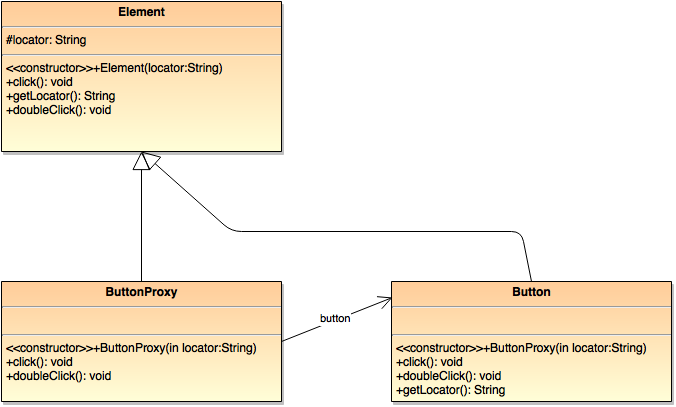 Element
#locator: String
<<constructor>>+Element(locator:String)
+click(): void
+getLocator(): String
+doubleClick(): void
ButtonProxy
<<constructor>>+ButtonProxy(in locator:String)
+click(): void
+doubleClick(): void
button
Button
<<constructor>>+ButtonProxy(in locator:String)
+click(): void
+doubleClick(): void
+getLocator(): String